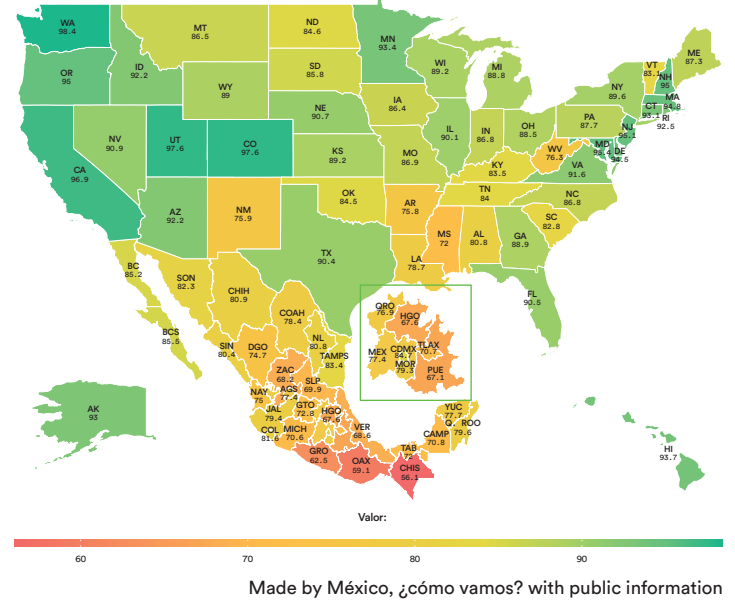 WA
98.4
MT
86.5
ND
84.6
MN
93.4
ME
87.3
OR
95
ID
92.2
SD
85.8
WI
89.2
MI
88.8
VT
83.1
NH
95
WY
89
NY
89.6
MA
94.8
CT
93.1
RI
92.5
IA
86.4
NE
90.7
PA
87.7
NJ
95.1
NV
90.9
UT
97.6
CO
97.6
IL
90.1
IN
86.8
OH
88.5
MD
95.4
DE
94.5
KS
89.2
MO
86.9
WV
76.3
KY
83.5
VA
91.6
CA
96.9
OK
84.5
TN
84
NC
86.8
AZ
92.2
NM
75.9
AR
75.8
SC
82.8
MS
72
AL
80.8
GA
88.9
TX
90.4
LA
78.7
BC
85.2
SON
82.3
CHIH
80.9
FL
90.5
COAH
78.4
QRO
76.9
HGO
67.6
BCS
85.5
SIN
80.4
DGO
74.7
NL
80.8
TAMPS
83.4
MEX
77.4
CDMX
84.7
TLAX
70.7
MOR
79.3
PUE
67.1
ZAC
68.2
SLP
69.9
NAY
75
AGS
77.4
AK
93
JAL
79.4
GTO
72.8
HGO
67.6
YUC
77.7
Q. ROO
79.6
COL
81.6
MICH
70.6
VER
68.6
CAMP
70.8
GRO
62.5
OAX
59.1
TAB
72
CHIS
56.1
HI
93.7
Valor:
60
70
80
90
Made by México, ¿cómo vamos? with public information